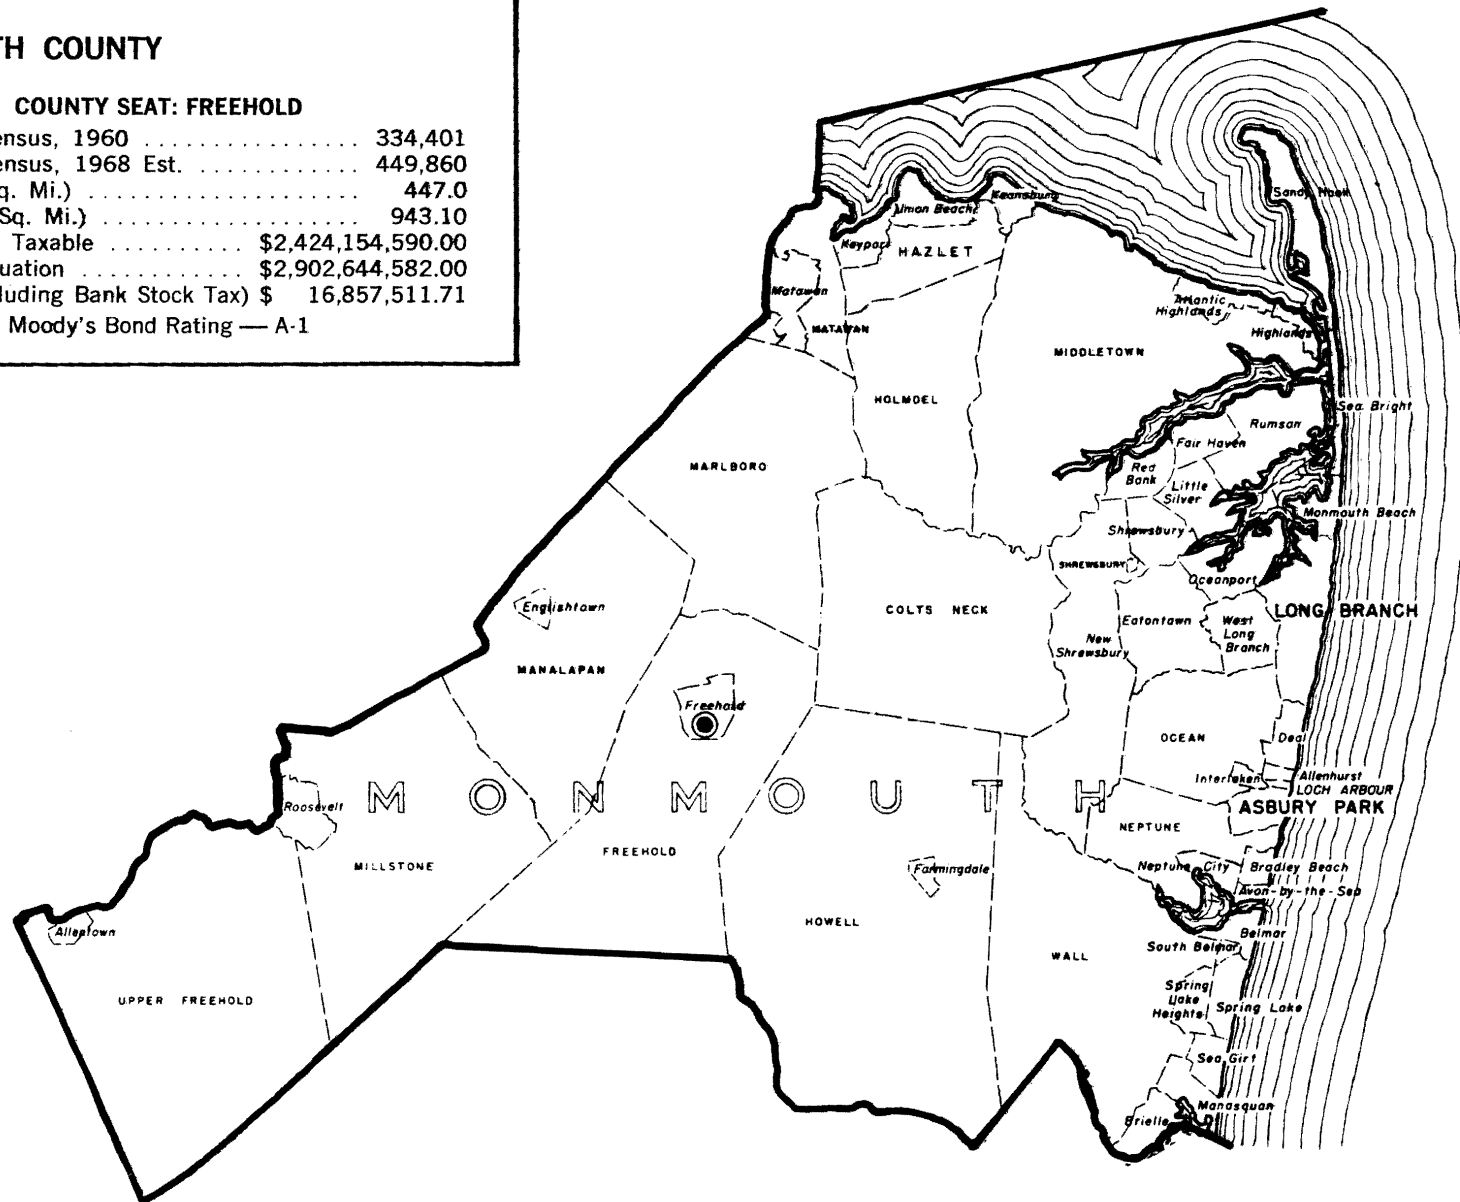 TH COUNTY
COUNTY SEAT: FREEHOLD
ensus, 1960 ................ 334,401
ensus, 1968 Est. ............ 449,860
q. Mi.) .................... 447.0
Sq. Mi.) ................... 943.10
Taxable .......... $2,424,154,590.00
uation ............ $2,902,644,582.00
luding Bank Stock Tax) $ 16,857,511.71
Moody's Bond Rating — A-1
Sandy Hook
Keansburg
Union Beach
Keyport
HAZLET
Matawan
Atlantic
Highlands
MATAWAN
Highlands
MIDDLETOWN
HOLMDEL
Sea Bright
Rumson
Fair Haven
MARLBORO
Red
Bank
Little
Silver
Monmouth Beach
Shrewsbury
SHREWSBURY
Oceanport
Englishtown
COLTS NECK
LONG BRANCH
Eatontown
West
Long
Branch
New
Shrewsbury
MANALAPAN
Freehold
OCEAN
Deal
Interlaken
Allenhurst
LOCH ARBOUR
Roosevelt
MONMOUTH
ASBURY PARK
NEPTUNE
FREEHOLD
MILLSTONE
Farmingdale
Neptune City
Bradley Beach
Avon-by-the-Sea
HOWELL
Allentown
Belmar
South Belmar
WALL
Spring
Lake
Heights
UPPER FREEHOLD
Spring Lake
Sea Girt
Manasquan
Brielle